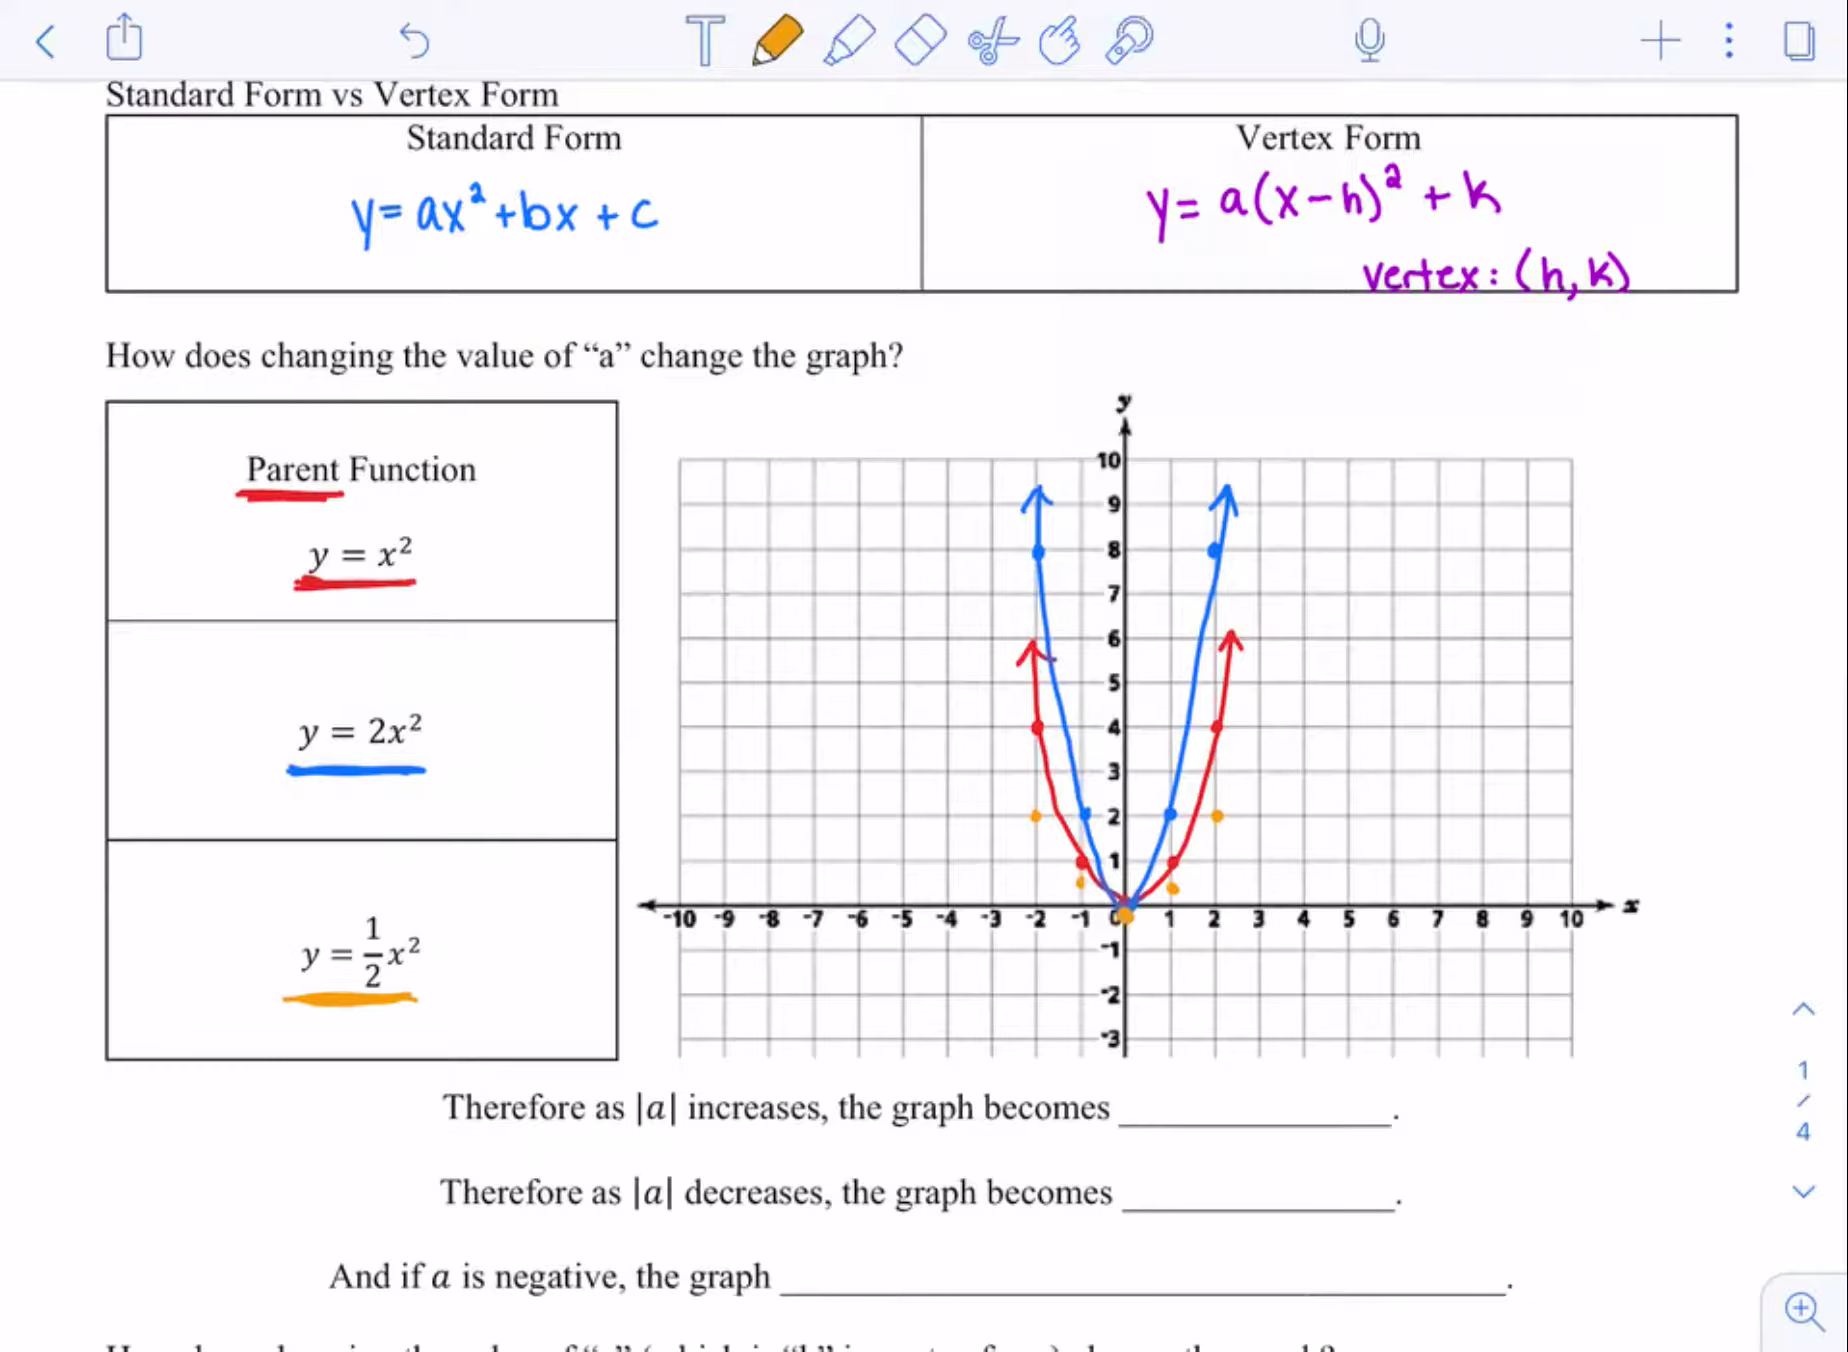 Standard Form vs Vertex Form
Standard Form
y = ax² + bx + c
Vertex Form
y = a(x-h)² + k
vertex: (h, k)
How does changing the value of “a” change the graph?
Parent Function
y = x²
y = 2x²
y = 1/2 x²
y
10
9
8
7
6
5
4
3
2
1
-10 -9 -8 -7 -6 -5 -4 -3 -2 -1 0 1 2 3 4 5 6 7 8 9 10 x
-1
-2
-3
Therefore as |a| increases, the graph becomes ______________.
Therefore as |a| decreases, the graph becomes ______________.
And if a is negative, the graph ______________________________________.
1
/
4